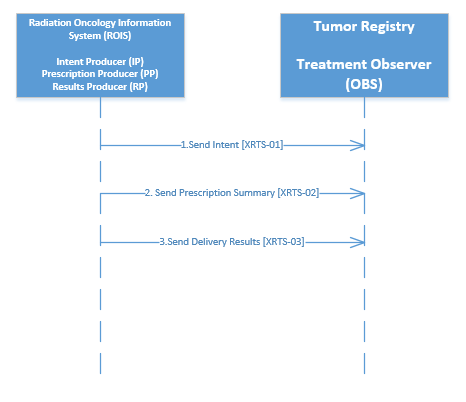 Radiation Oncology Information
System (ROIS)
Intent Producer (IP)
Prescription Producer (PP)
Results Producer (RP)
Tumor Registry
Treatment Observer
(OBS)
1.Send Intent [XRTS-01]
2. Send Prescription Summary [XRTS-02]
3.Send Delivery Results [XRTS-03]